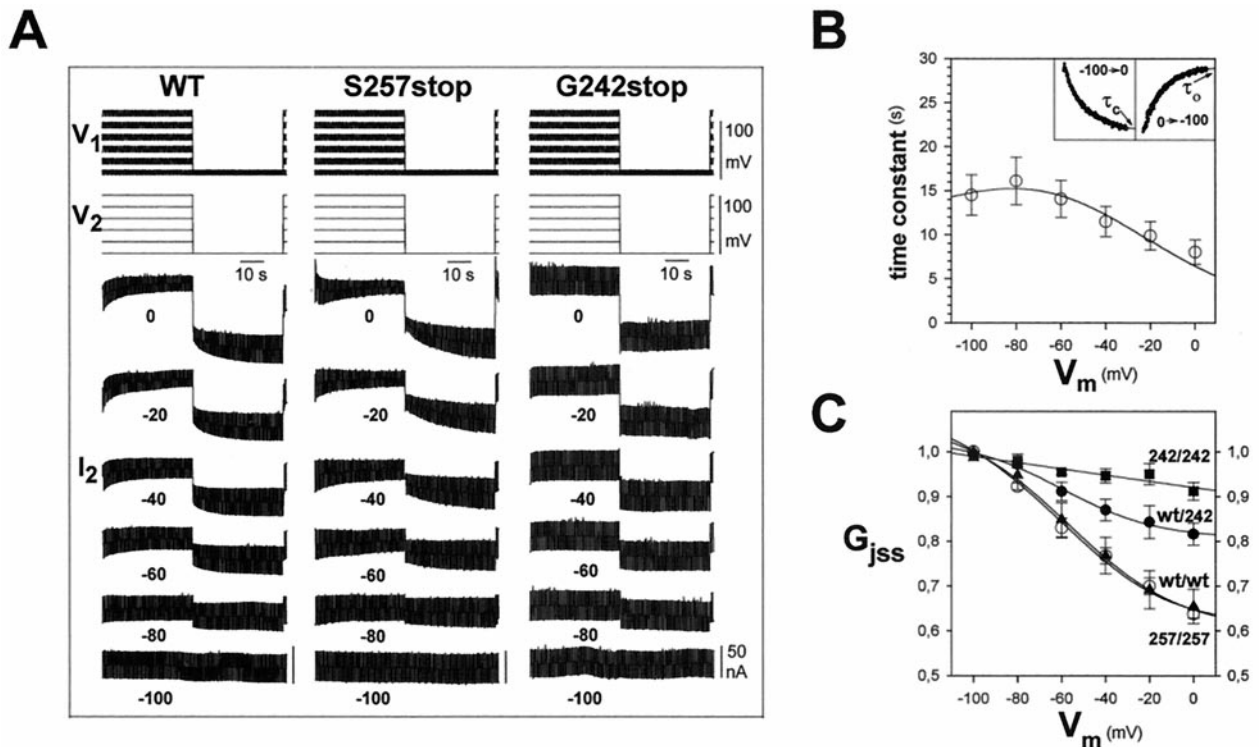 A
WT S257stop G242stop
V1
100
mV
V2
100
mV
10 s 10 s 10 s
0 0 0
-20 -20 -20
I2
-40 -40 -40
-60 -60 -60
-80 -80 -80
50
nA
-100 -100 -100
B
time constant (s)
30
25
20
15
10
5
0
-100→0
τc
τo
0→-100
-100 -80 -60 -40 -20 0
Vm (mV)
C
Gjss
1,0 1,0
0,9 0,9
0,8 0,8
0,7 0,7
0,6 0,6
0,5 0,5
242/242
wt/242
wt/wt
257/257
-100 -80 -60 -40 -20 0
Vm (mV)